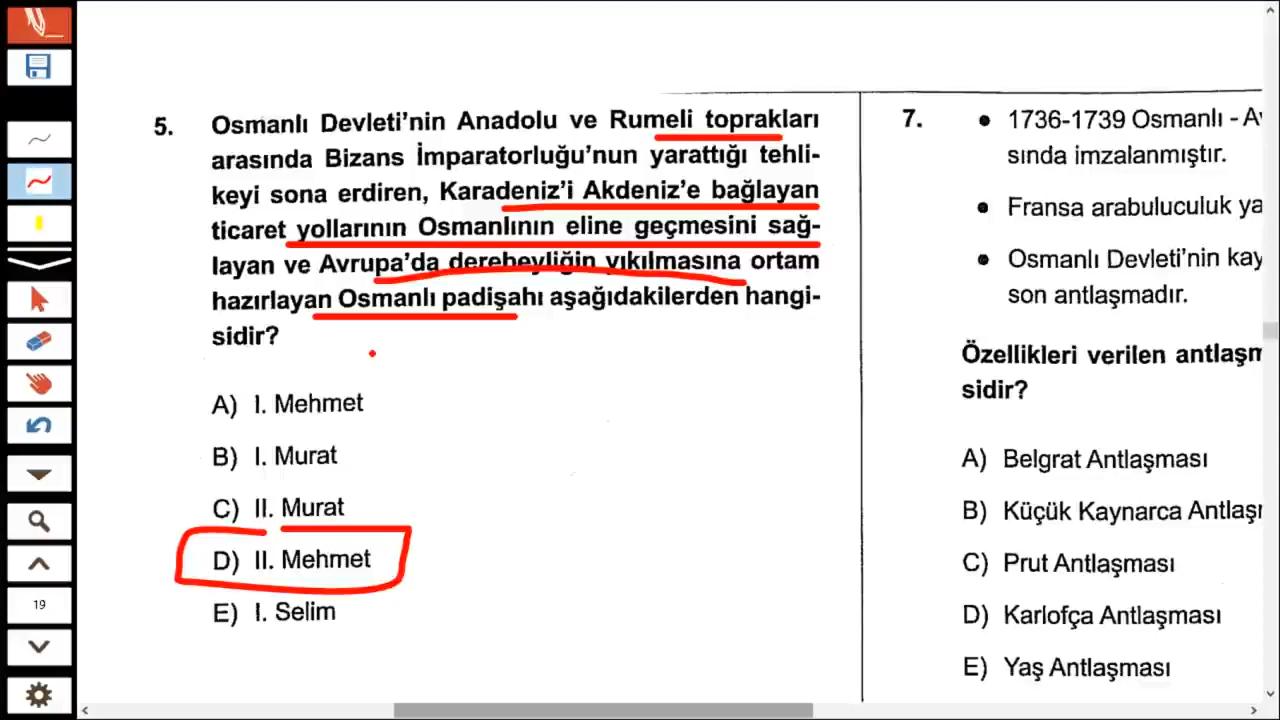 5. Osmanlı Devleti'nin Anadolu ve Rumeli toprakları
arasında Bizans İmparatorluğu'nun yarattığı tehli-
keyi sona erdiren, Karadeniz'i Akdeniz'e bağlayan
ticaret yollarının Osmanlının eline geçmesini sağ-
layan ve Avrupa'da derebeyliğin yıkılmasına ortam
hazırlayan Osmanlı padişahı aşağıdakilerden hangi-
sidir?
A) I. Mehmet
B) I. Murat
C) II. Murat
D) II. Mehmet
E) I. Selim
7. • 1736-1739 Osmanlı - Av
sında imzalanmıştır.
• Fransa arabuluculuk ya
• Osmanlı Devleti'nin kay
son antlaşmadır.
Özellikleri verilen antlaşm
sidir?
A) Belgrat Antlaşması
B) Küçük Kaynarca Antlaşı
C) Prut Antlaşması
D) Karlofça Antlaşması
E) Yaş Antlaşması
19